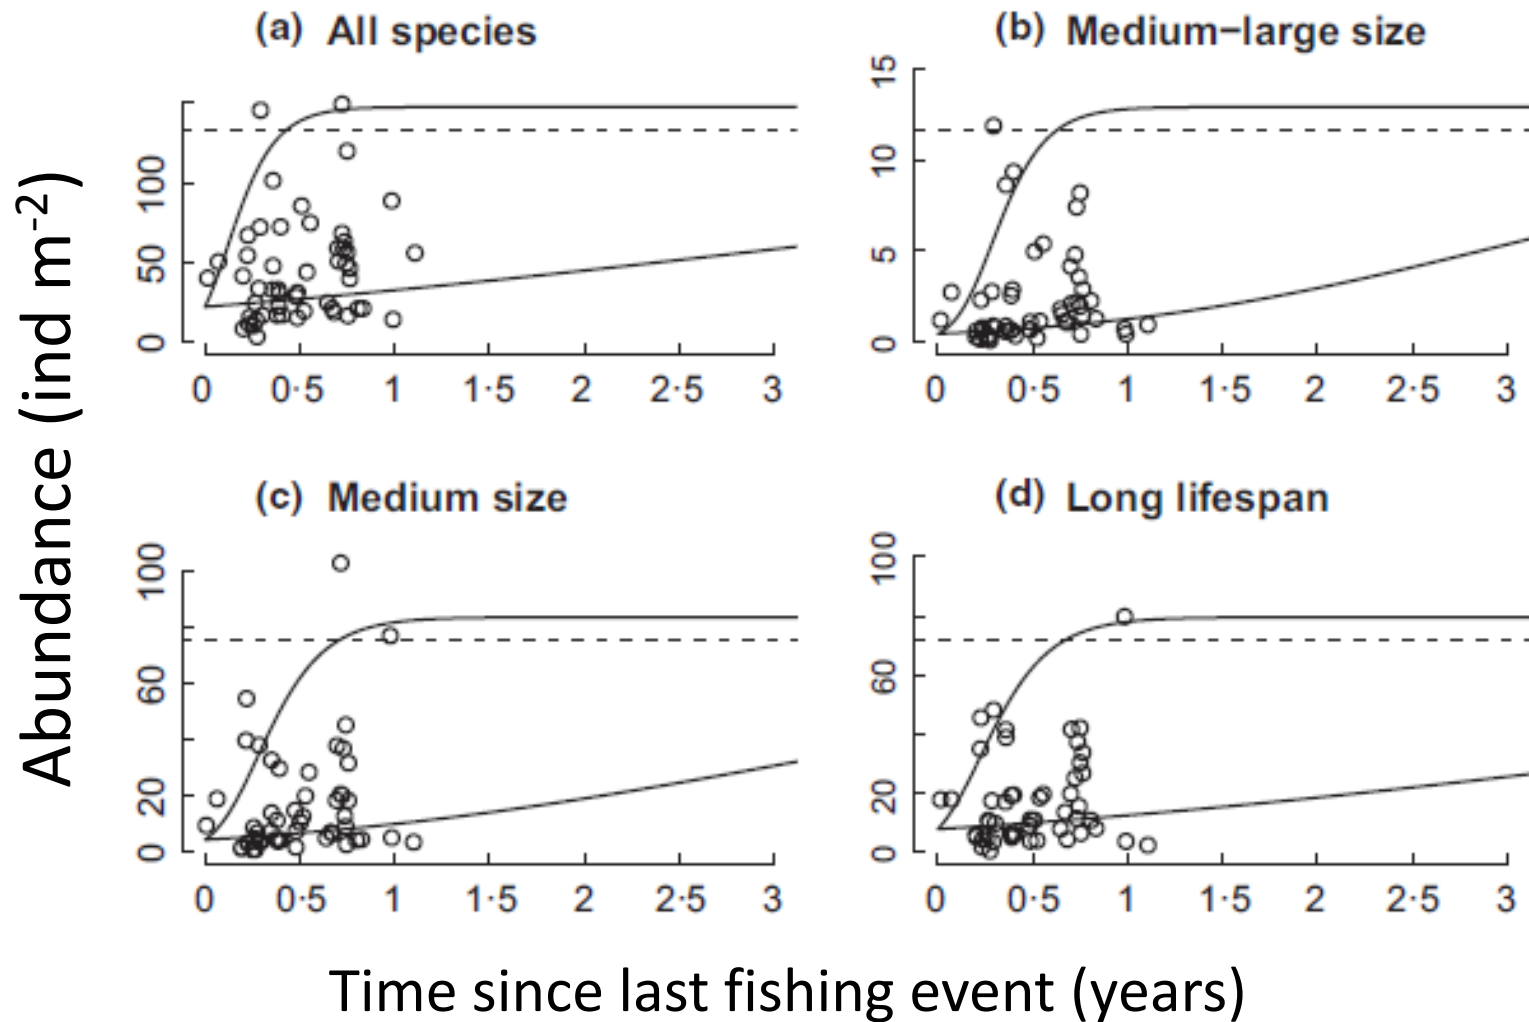 (a) All species
(b) Medium−large size
Abundance (ind m-2)
0 50 100
0 0·5 1 1·5 2 2·5 3
0 5 10 15
0 0·5 1 1·5 2 2·5 3
(c) Medium size
(d) Long lifespan
0 20 60 100
0 0·5 1 1·5 2 2·5 3
0 20 60 100
0 0·5 1 1·5 2 2·5 3
Time since last fishing event (years)